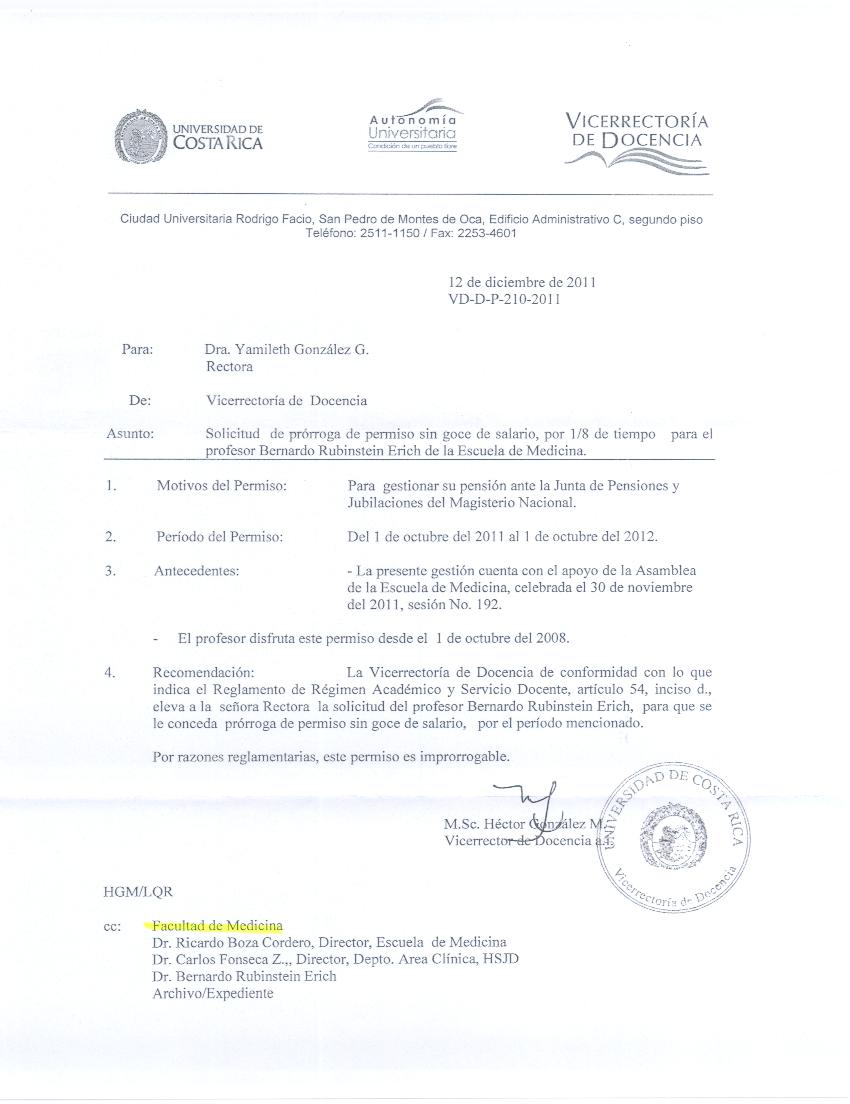 UNIVERSIDAD DE
COSTA RICA
Autonomía
Universitaria
Condición de un pueblo libre
VICERRECTORÍA
DE DOCENCIA
Ciudad Universitaria Rodrigo Facio, San Pedro de Montes de Oca, Edificio Administrativo C, segundo piso
Teléfono: 2511-1150 / Fax: 2253-4601
12 de diciembre de 2011
VD-D-P-210-2011
Para: Dra. Yamileth González G.
Rectora
De: Vicerrectoría de Docencia
Asunto: Solicitud de prórroga de permiso sin goce de salario, por 1/8 de tiempo para el
profesor Bernardo Rubinstein Erich de la Escuela de Medicina.
1. Motivos del Permiso: Para gestionar su pensión ante la Junta de Pensiones y
Jubilaciones del Magisterio Nacional.
2. Período del Permiso: Del 1 de octubre del 2011 al 1 de octubre del 2012.
3. Antecedentes: - La presente gestión cuenta con el apoyo de la Asamblea
de la Escuela de Medicina, celebrada el 30 de noviembre
del 2011, sesión No. 192.
- El profesor disfruta este permiso desde el 1 de octubre del 2008.
4. Recomendación: La Vicerrectoría de Docencia de conformidad con lo que
indica el Reglamento de Régimen Académico y Servicio Docente, artículo 54, inciso d.,
eleva a la señora Rectora la solicitud del profesor Bernardo Rubinstein Erich, para que se
le conceda prórroga de permiso sin goce de salario, por el período mencionado.
Por razones reglamentarias, este permiso es improrrogable.
M.Sc. Héctor González M.
Vicerrector de Docencia a.i.
UNIVERSIDAD DE COSTA RICA
Vicerrectoría de Docencia
HGM/LQR
cc: Facultad de Medicina
Dr. Ricardo Boza Cordero, Director, Escuela de Medicina
Dr. Carlos Fonseca Z.,, Director, Depto. Area Clínica, HSJD
Dr. Bernardo Rubinstein Erich
Archivo/Expediente